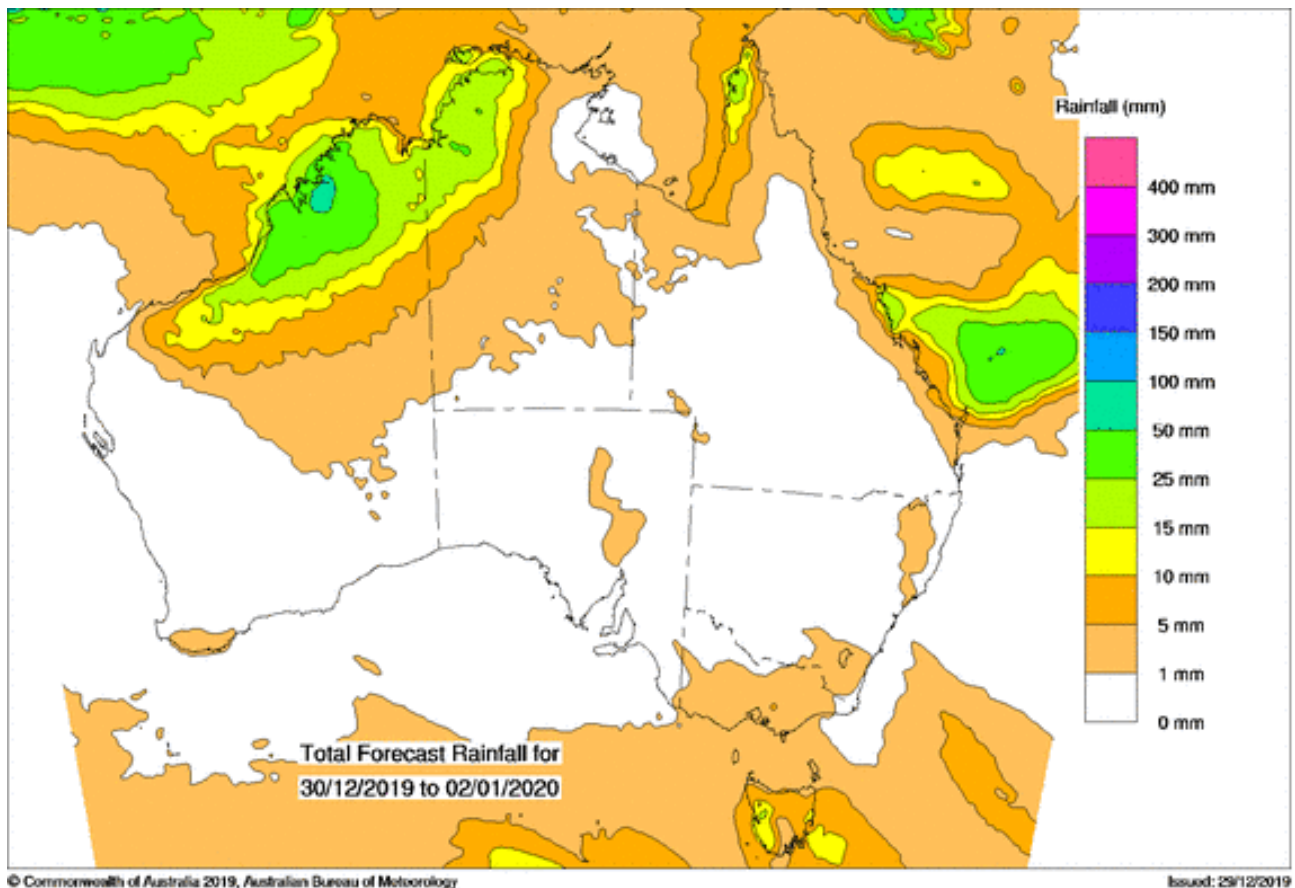 Rainfall (mm)
400 mm
300 mm
200 mm
150 mm
100 mm
50 mm
25 mm
15 mm
10 mm
5 mm
1 mm
0 mm
Total Forecast Rainfall for
30/12/2019 to 02/01/2020
© Commonwealth of Australia 2019, Australian Bureau of Meteorology
Issued: 29/12/2019